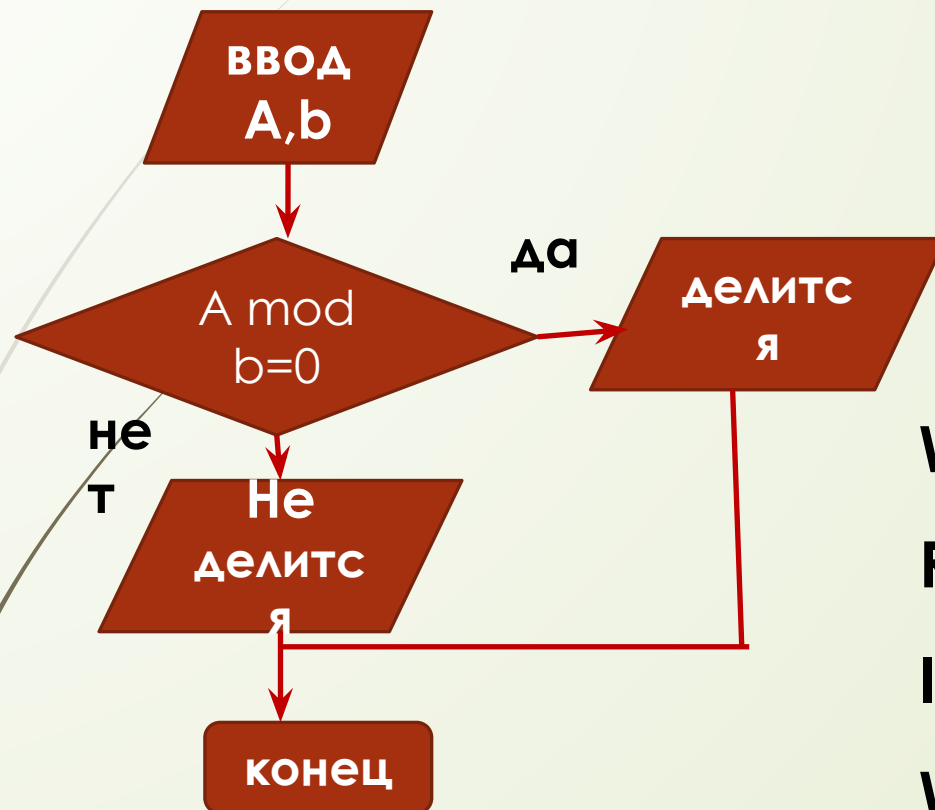 ввод
A,b
да
A mod
b=0
делитс
я
не
т
Не
делитс
я
конец